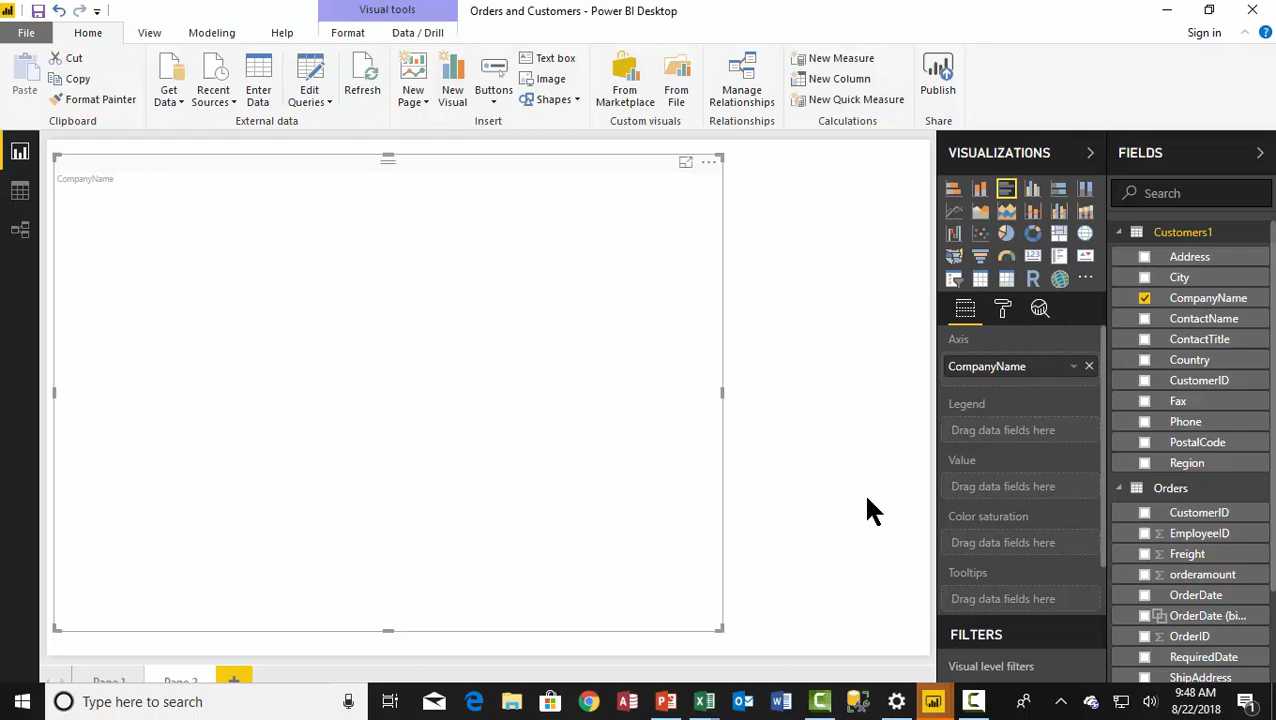 Visual tools
Orders and Customers - Power BI Desktop
File
Home
View
Modeling
Help
Format
Data / Drill
Sign in
Paste
Cut
Copy
Format Painter
Clipboard
Get
Data
Recent
Sources
Enter
Data
Edit
Queries
Refresh
External data
New
Page
New
Visual
Buttons
Text box
Image
Shapes
Insert
From
Marketplace
From
File
Custom visuals
Manage
Relationships
Relationships
New Measure
New Column
New Quick Measure
Calculations
Publish
Share
CompanyName
VISUALIZATIONS
R
123
Axis
CompanyName
Legend
Drag data fields here
Value
Drag data fields here
Color saturation
Drag data fields here
Tooltips
Drag data fields here
FILTERS
Visual level filters
FIELDS
Search
Customers1
Address
City
CompanyName
ContactName
ContactTitle
Country
CustomerID
Fax
Phone
PostalCode
Region
Orders
CustomerID
EmployeeID
Freight
orderamount
OrderDate
OrderDate (bi...
OrderID
RequiredDate
ShipAddress
Page 1
Page 2
Type here to search
9:48 AM
8/22/2018
1